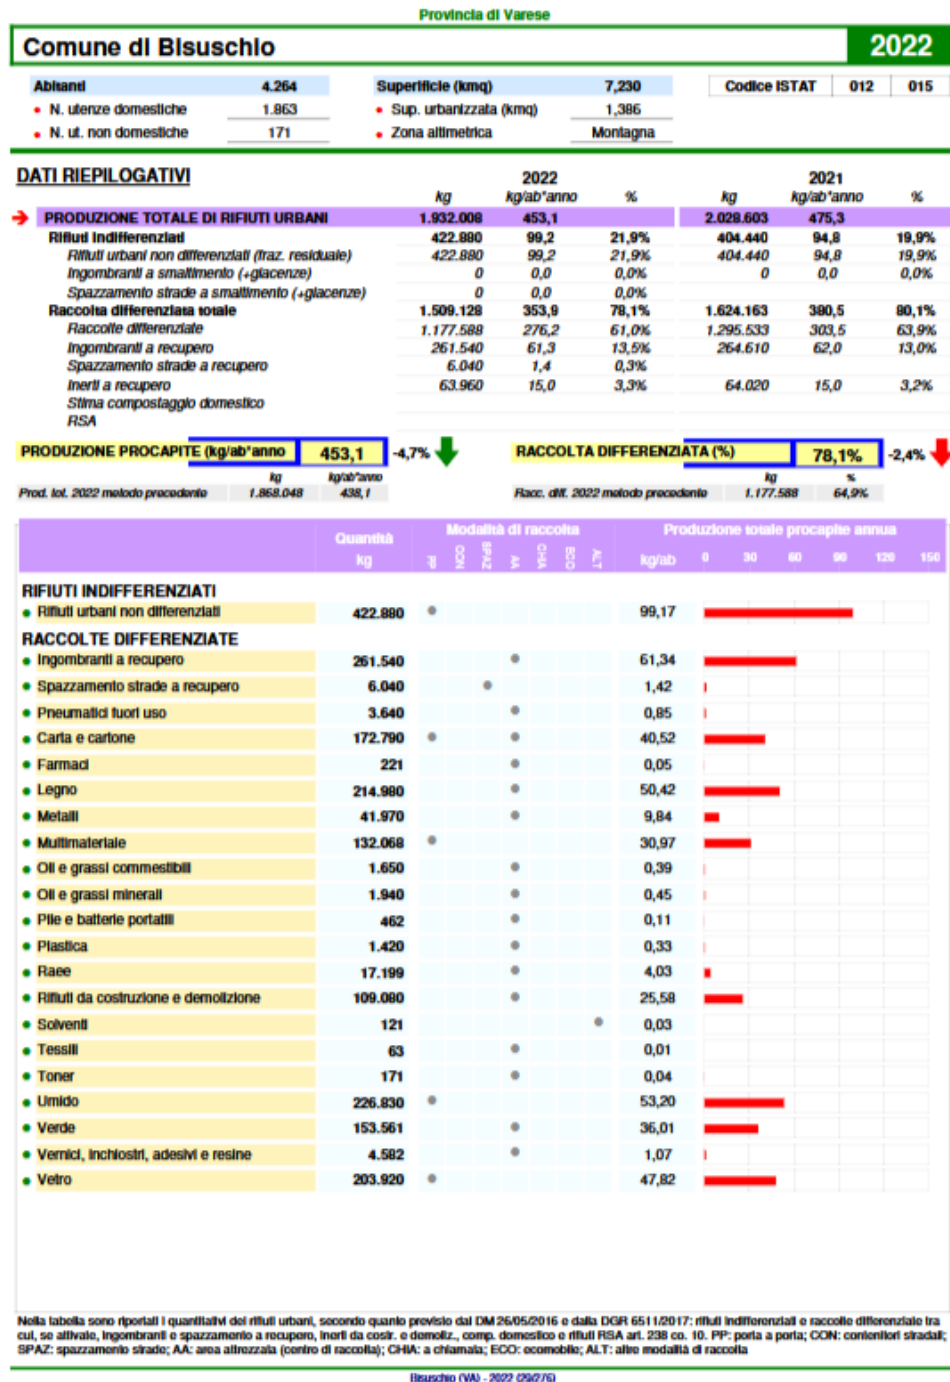 Provincia di Varese
Comune di Bisuschio 2022
Abitanti 4.264 Superficie (kmq) 7,230 Codice ISTAT 012 015
• N. utenze domestiche 1.863 • Sup. urbanizzata (kmq) 1,386
• N. ut. non domestiche 171 • Zona altimetrica Montagna
DATI RIEPILOGATIVI 2022 2021
kg kg/ab*anno % kg kg/ab*anno %
PRODUZIONE TOTALE DI RIFIUTI URBANI 1.932.008 453,1 2.028.603 475,3
Rifiuti Indifferenziati 422.880 99,2 21,9% 404.440 94,8 19,9%
Rifiuti urbani non differenziati (fraz. residuale) 422.880 99,2 21,9% 404.440 94,8 19,9%
Ingombranti a smaltimento (+giacenze) 0 0,0 0,0% 0 0,0 0,0%
Spazzamento strade a smaltimento (+giacenze) 0 0,0 0,0%
Raccolta differenziata totale 1.509.128 353,9 78,1% 1.624.163 380,5 80,1%
Raccolte differenziate 1.177.588 276,2 61,0% 1.295.533 303,5 63,9%
Ingombranti a recupero 261.540 61,3 13,5% 264.610 62,0 13,0%
Spazzamento strade a recupero 6.040 1,4 0,3%
Inerti a recupero 63.960 15,0 3,3% 64.020 15,0 3,2%
Stima compostaggio domestico
RSA
PRODUZIONE PROCAPITE (kg/ab*anno 453,1 -4,7% RACCOLTA DIFFERENZIATA (%) 78,1% -2,4%
kg kg/ab*anno kg %
Prod. tot. 2022 metodo precedente 1.868.048 438,1 Racc. diff. 2022 metodo precedente 1.177.588 64,9%
Quantità Modalità di raccolta Produzione totale procapite annua
kg PP CON SPAZ AA CHIA ECO ALT kg/ab 0 30 60 90 120 150
RIFIUTI INDIFFERENZIATI
• Rifiuti urbani non differenziati 422.880 • 99,17
RACCOLTE DIFFERENZIATE
• Ingombranti a recupero 261.540 • 61,34
• Spazzamento strade a recupero 6.040 • 1,42
• Pneumatici fuori uso 3.640 • 0,85
• Carta e cartone 172.790 • • 40,52
• Farmaci 221 • 0,05
• Legno 214.980 • 50,42
• Metalli 41.970 • 9,84
• Multimateriale 132.068 • 30,97
• Oli e grassi commestibili 1.650 • 0,39
• Oli e grassi minerali 1.940 • 0,45
• Pile e batterie portatili 462 • 0,11
• Plastica 1.420 • 0,33
• Raee 17.199 • 4,03
• Rifiuti da costruzione e demolizione 109.080 • 25,58
• Solventi 121 • 0,03
• Tessili 63 • 0,01
• Toner 171 • 0,04
• Umido 226.830 • 53,20
• Verde 153.561 • 36,01
• Vernici, inchiostri, adesivi e resine 4.582 • 1,07
• Vetro 203.920 • 47,82
Nella tabella sono riportati i quantitativi dei rifiuti urbani, secondo quanto previsto dal DM 26/05/2016 e dalla DGR 6511/2017: rifiuti indifferenziati e raccolte differenziate tra
cui, se attivate, ingombranti e spazzamento a recupero, inerti da costr. e demoliz., comp. domestico e rifiuti RSA art. 238 co. 10. PP: porta a porta; CON: contenitori stradali;
SPAZ: spazzamento strade; AA: area attrezzata (centro di raccolta); CHIA: a chiamata; ECO: ecomobile; ALT: altre modalità di raccolta
Bisuschio (VA) - 2022 (29/276)